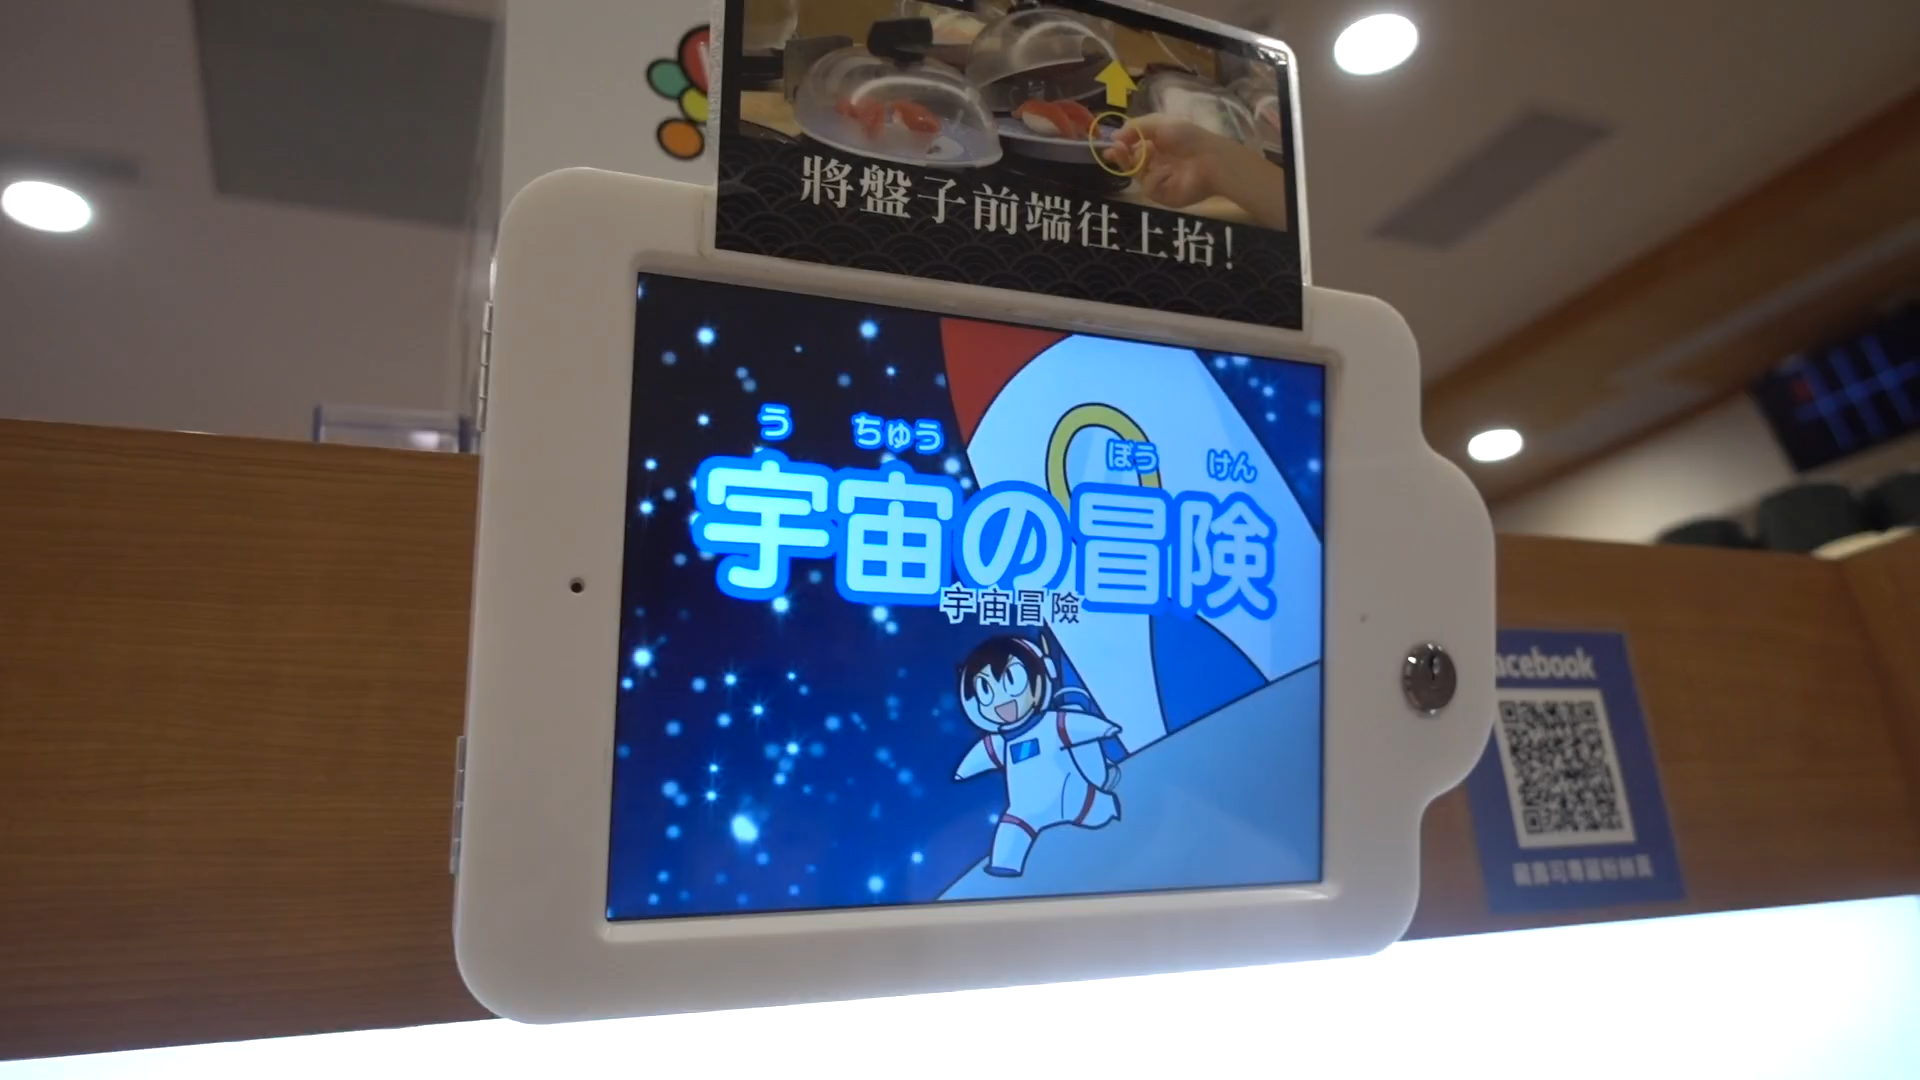 將盤子前端往上抬！
う ちゅう ぼう けん
宇宙の冒険
宇宙冒險
acebook